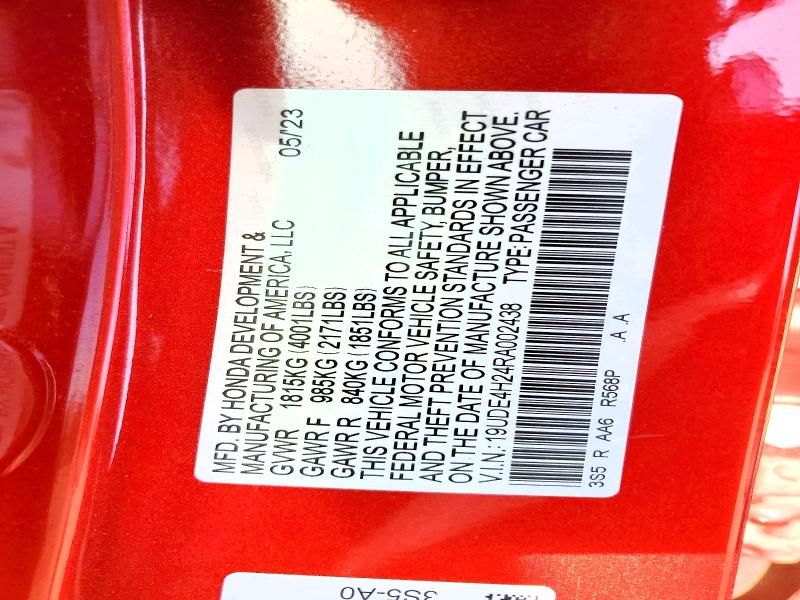 MFD. BY HONDA DEVELOPMENT &
MANUFACTURING OF AMERICA, LLC 05/'23
GVWR 1815KG (4001LBS)
GAWR F 985KG (2171LBS)
GAWR R 840KG (1851LBS)
THIS VEHICLE CONFORMS TO ALL APPLICABLE
FEDERAL MOTOR VEHICLE SAFETY, BUMPER,
AND THEFT PREVENTION STANDARDS IN EFFECT
ON THE DATE OF MANUFACTURE SHOWN ABOVE.
V.I.N.: 19UDE4H24RA002438 TYPE: PASSENGER CAR
3S5 R AA6 R568P .A .A
3S5-A0